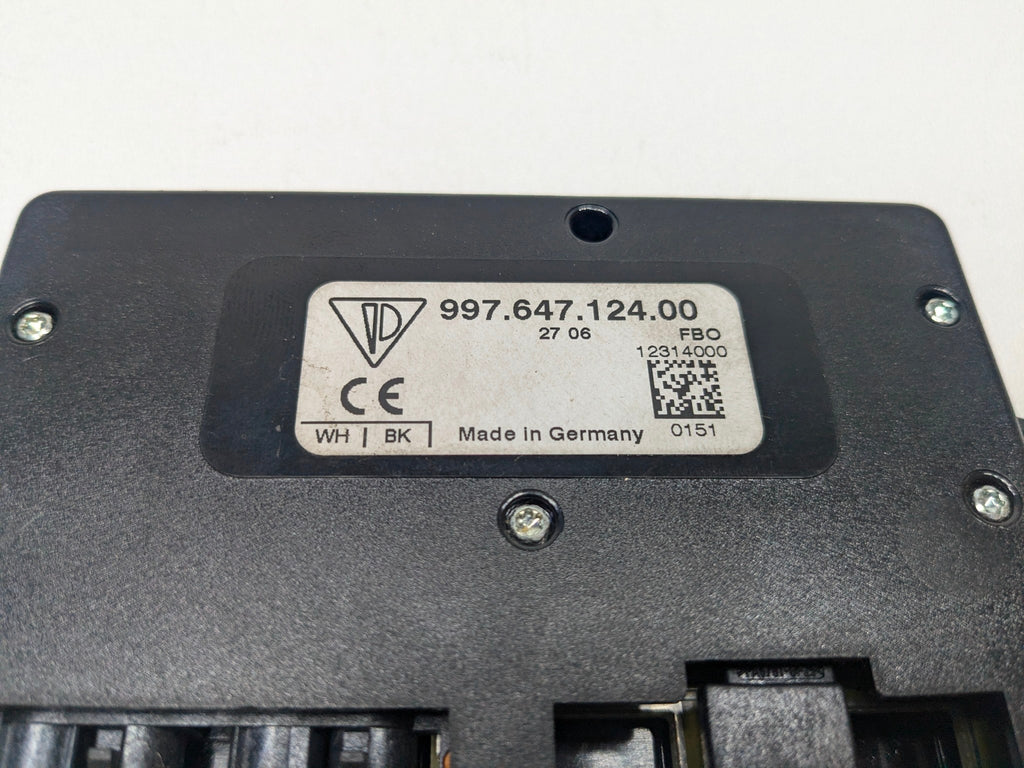 997.647.124.00
27 06 FBO
12314000
CE
WH | BK
Made in Germany
0151